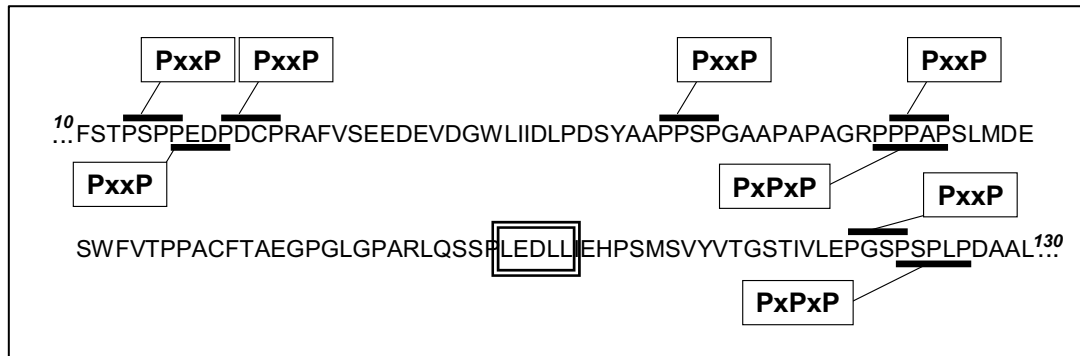 PxxP PxxP PxxP PxxP
10
...FSTPSPPEDPDCPRAFVSEEDEVDGWLIIDLPDSYAAPPSPGAAPAPAGRPPPAPSLMDE
PxxP PxPxP
PxxP
SWFVTPPACFTAEGPGLGPARLQSSPLEDLLIEHPSMSVYVTGSTIVLEPGSPSPLPDAAL...
130
PxPxP